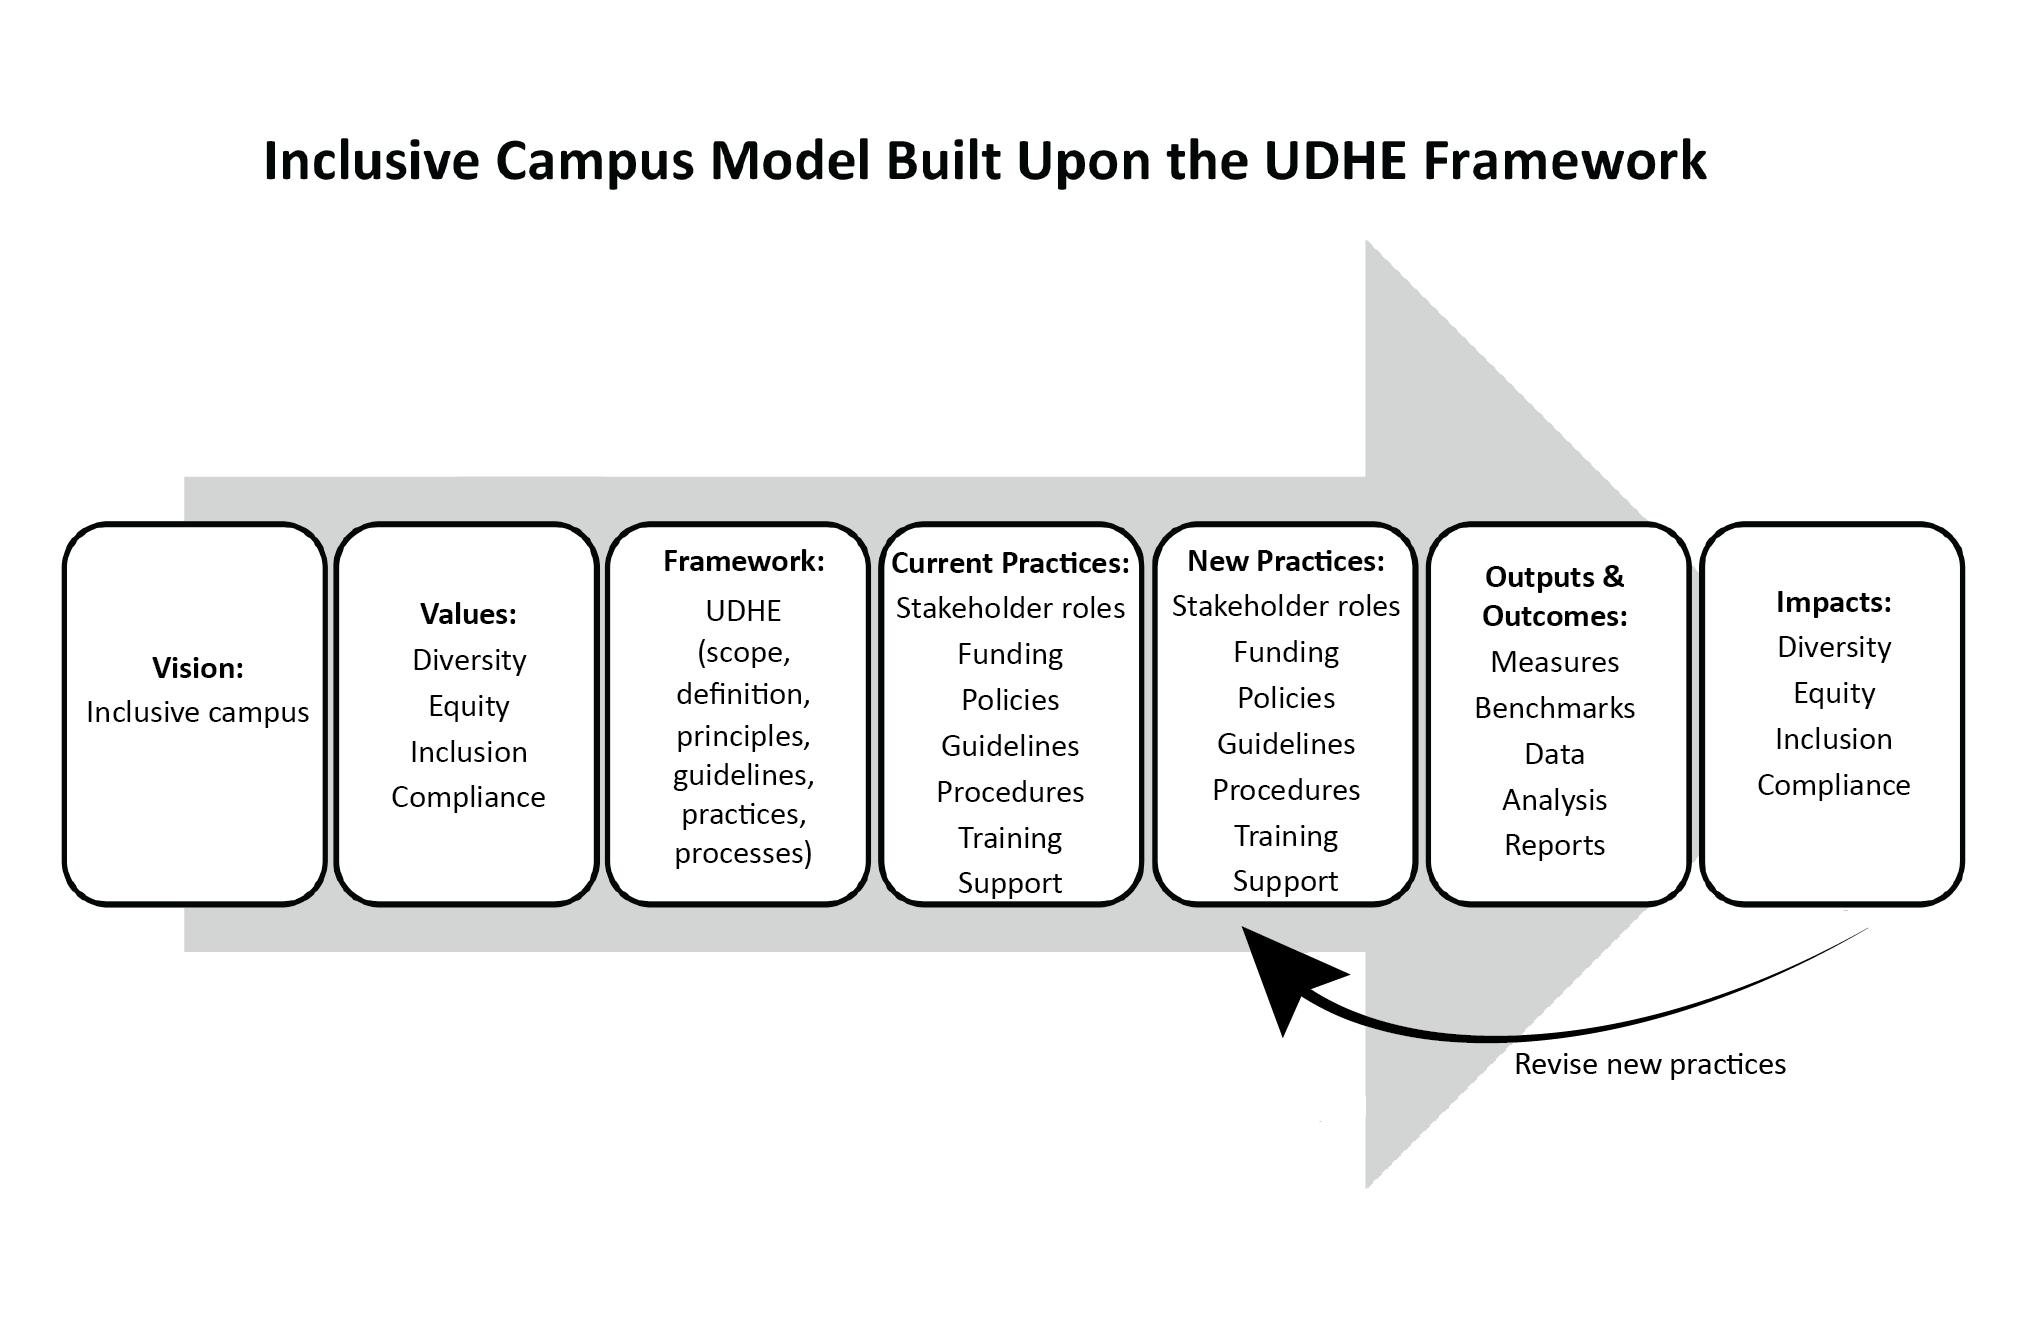 Inclusive Campus Model Built Upon the UDHE Framework
Vision:
Inclusive campus
Values:
Diversity
Equity
Inclusion
Compliance
Framework:
UDHE
(scope,
definition,
principles,
guidelines,
practices,
processes)
Current Practices:
Stakeholder roles
Funding
Policies
Guidelines
Procedures
Training
Support
New Practices:
Stakeholder roles
Funding
Policies
Guidelines
Procedures
Training
Support
Outputs &
Outcomes:
Measures
Benchmarks
Data
Analysis
Reports
Impacts:
Diversity
Equity
Inclusion
Compliance
Revise new practices